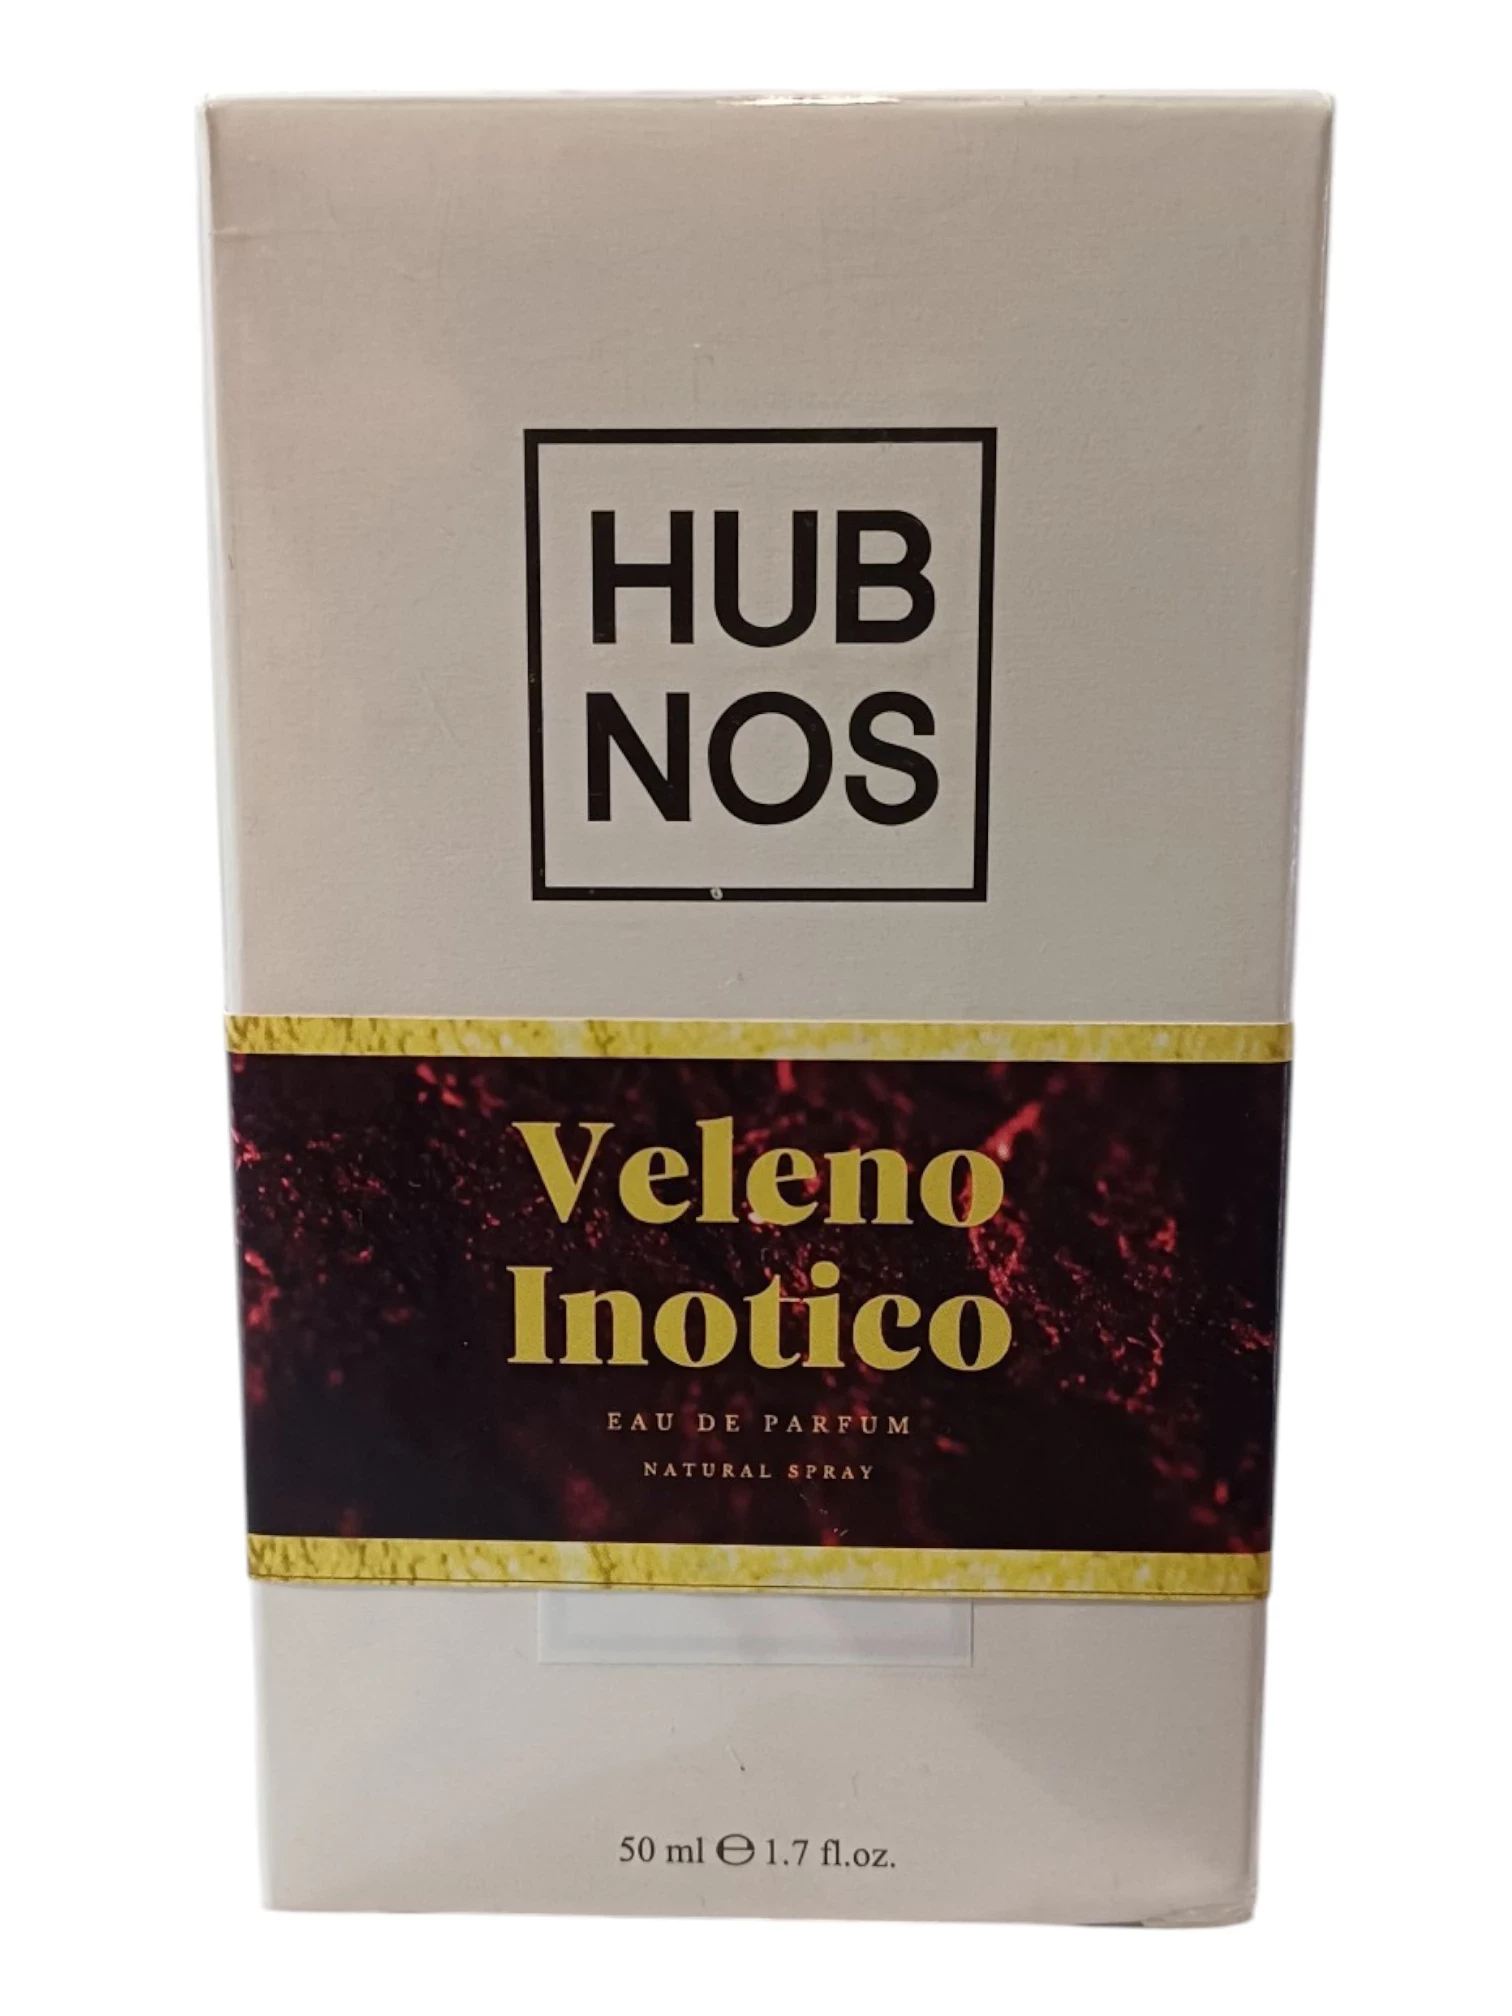 HUB
NOS
Veleno
Inotico
EAU DE PARFUM
NATURAL SPRAY
50 ml ℮ 1.7 fl.oz.